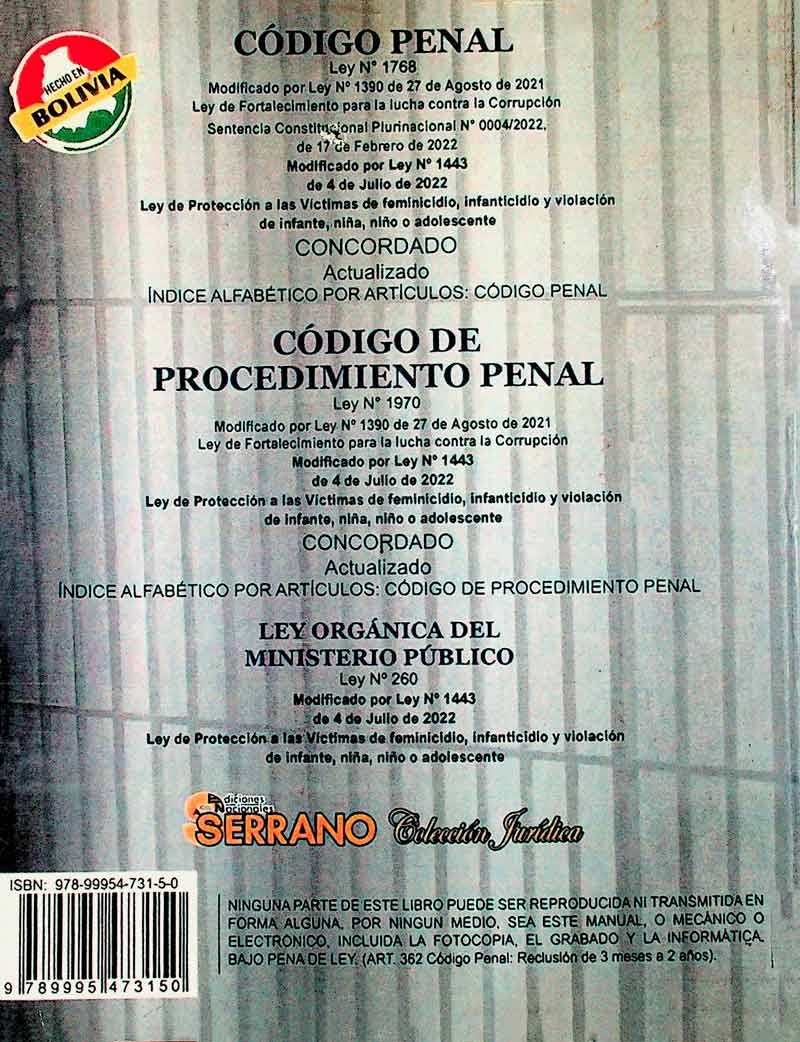 HECHO EN
BOLIVIA
CÓDIGO PENAL
Ley N° 1768
Modificado por Ley N° 1390 de 27 de Agosto de 2021
Ley de Fortalecimiento para la lucha contra la Corrupción
Sentencia Constitucional Plurinacional N° 0004/2022,
de 17 de Febrero de 2022
Modificado por Ley N° 1443
de 4 de Julio de 2022
Ley de Protección a las Víctimas de feminicidio, infanticidio y violación
de infante, niña, niño o adolescente
CONCORDADO
Actualizado
ÍNDICE ALFABÉTICO POR ARTÍCULOS: CÓDIGO PENAL
CÓDIGO DE
PROCEDIMIENTO PENAL
Ley N° 1970
Modificado por Ley N° 1390 de 27 de Agosto de 2021
Ley de Fortalecimiento para la lucha contra la Corrupción
Modificado por Ley N° 1443
de 4 de Julio de 2022
Ley de Protección a las Víctimas de feminicidio, infanticidio y violación
de infante, niña, niño o adolescente
CONCORDADO
Actualizado
ÍNDICE ALFABÉTICO POR ARTÍCULOS: CÓDIGO DE PROCEDIMIENTO PENAL
LEY ORGÁNICA DEL
MINISTERIO PÚBLICO
Ley N° 260
Modificado por Ley N° 1443
de 4 de Julio de 2022
Ley de Protección a las Víctimas de feminicidio, infanticidio y violación
de infante, niña, niño o adolescente
Ediciones
Nacionales
SERRANO Colección Jurídica
ISBN: 978-99954-731-5-0
9 789995 473150
NINGUNA PARTE DE ESTE LIBRO PUEDE SER REPRODUCIDA NI TRANSMITIDA EN
FORMA ALGUNA, POR NINGUN MEDIO, SEA ESTE MANUAL, O MECÁNICO O
ELECTRONICO, INCLUIDA LA FOTOCOPIA, EL GRABADO Y LA INFORMÁTICA,
BAJO PENA DE LEY. (ART. 362 Código Penal: Reclusión de 3 meses a 2 años).